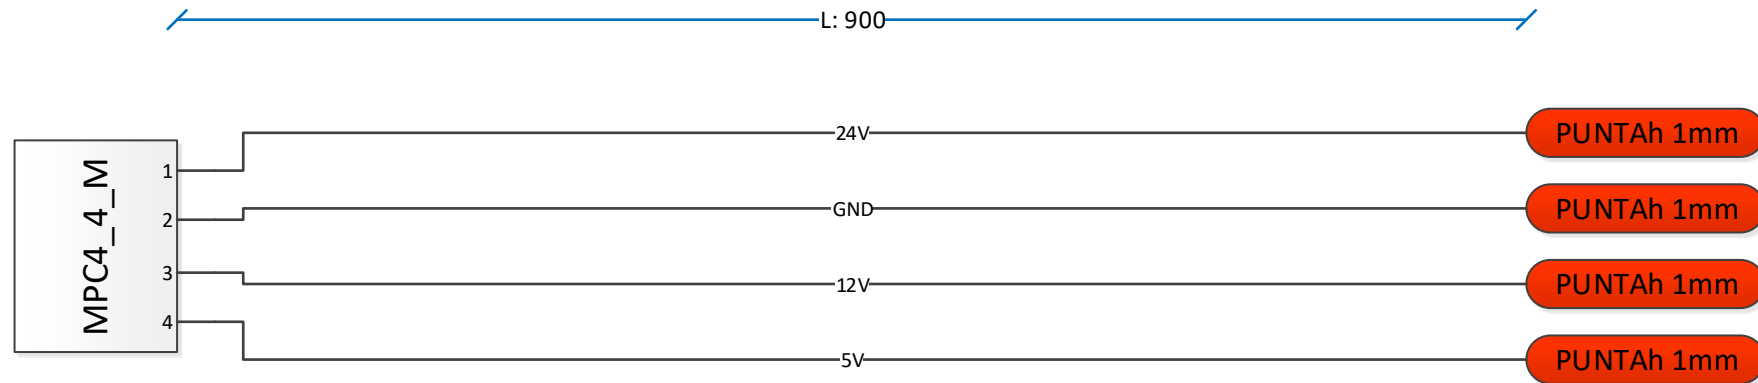 L: 900
MPC4_4_M
1
24V
PUNTAh 1mm
2
GND
PUNTAh 1mm
3
12V
PUNTAh 1mm
4
5V
PUNTAh 1mm